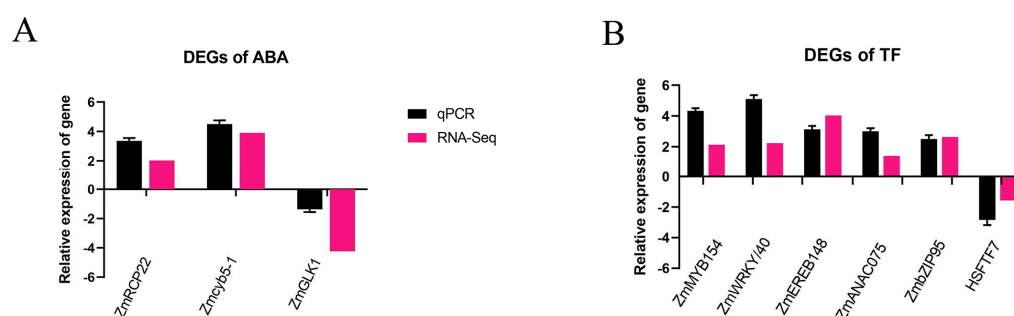 A
DEGs of ABA
Relative expression of gene
6
4
2
0
-2
-4
-6
ZmRCP22
Zmcyb5-1
ZmGLK1
qPCR
RNA-Seq
B
DEGs of TF
Relative expression of gene
6
4
2
0
-2
-4
-6
ZmMYB154
ZmWRKY/40
ZmEREB148
ZmANAC075
ZmbZIP95
HSFTF7